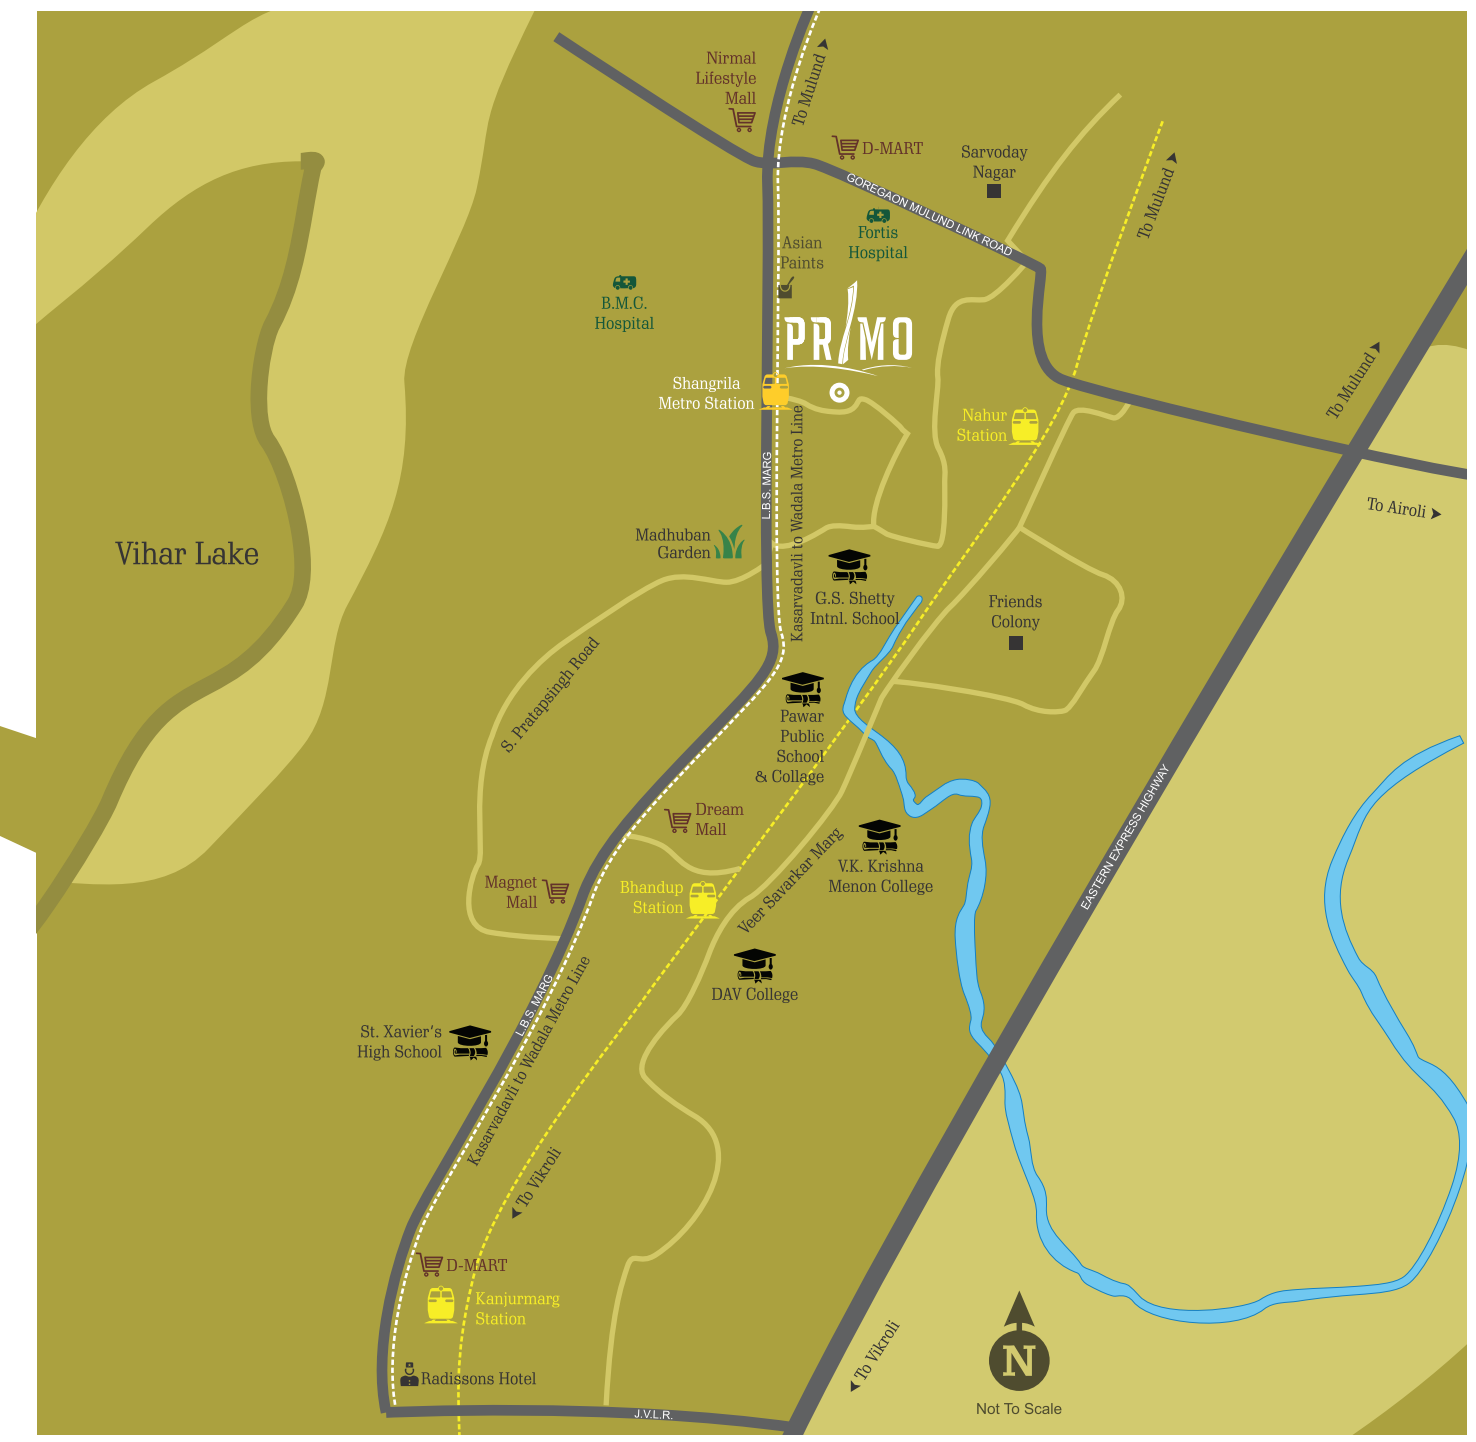 Nirmal
Lifestyle
Mall
To Mulund
D-MART
Sarvoday
Nagar
GOREGAON MULUND LINK ROAD
To Mulund
Fortis
Hospital
Asian
Paints
B.M.C.
Hospital
PRIMO
Shangrila
Metro Station
To Mulund
Nahur
Station
L.B.S. MARG
Kasarvadavli to Wadala Metro Line
To Airoli
Madhuban
Garden
Vihar Lake
G.S. Shetty
Intnl. School
Friends
Colony
S. Pratapsingh Road
Pawar
Public
School
& Collage
Dream
Mall
EASTERN EXPRESS HIGHWAY
Veer Savarkar Marg
V.K. Krishna
Menon College
Magnet
Mall
Bhandup
Station
DAV College
L.B.S. MARG
Kasarvadavli to Wadala Metro Line
St. Xavier's
High School
To Vikroli
D-MART
Kanjurmarg
Station
To Vikroli
N
Radissons Hotel
Not To Scale
J.V.L.R.